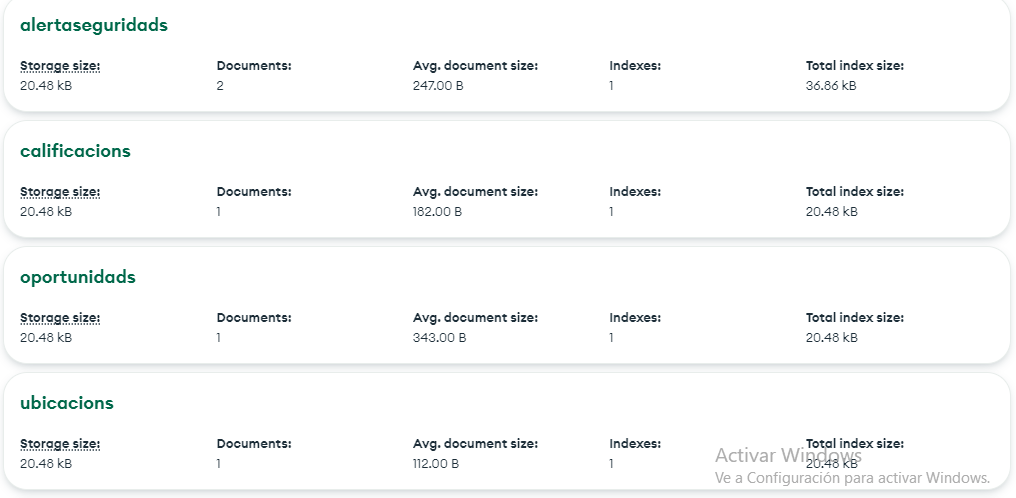 alertaseguridads
Storage size: Documents: Avg. document size: Indexes: Total index size:
20.48 kB 2 247.00 B 1 36.86 kB
calificacions
Storage size: Documents: Avg. document size: Indexes: Total index size:
20.48 kB 1 182.00 B 1 20.48 kB
oportunidads
Storage size: Documents: Avg. document size: Indexes: Total index size:
20.48 kB 1 343.00 B 1 20.48 kB
ubicacions
Storage size: Documents: Avg. document size: Indexes: Total index size:
20.48 kB 1 112.00 B 1 20.48 kB
Activar Windows
Ve a Configuración para activar Windows.